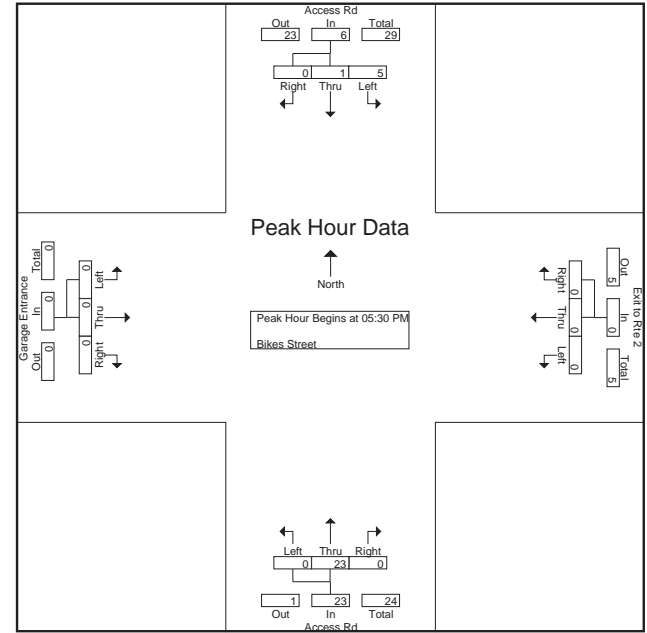 Access Rd
Out In Total
23 6 29
0 1 5
Right Thru Left
Peak Hour Data
North
Peak Hour Begins at 05:30 PM
Bikes Street
Garage Entrance
Out In Total
0 0 0
Right Thru Left
0 0 0
Exit to Rte 2
Out In Total
5 0 5
Right Thru Left
0 0 0
Left Thru Right
0 23 0
1 23 24
Out In Total
Access Rd